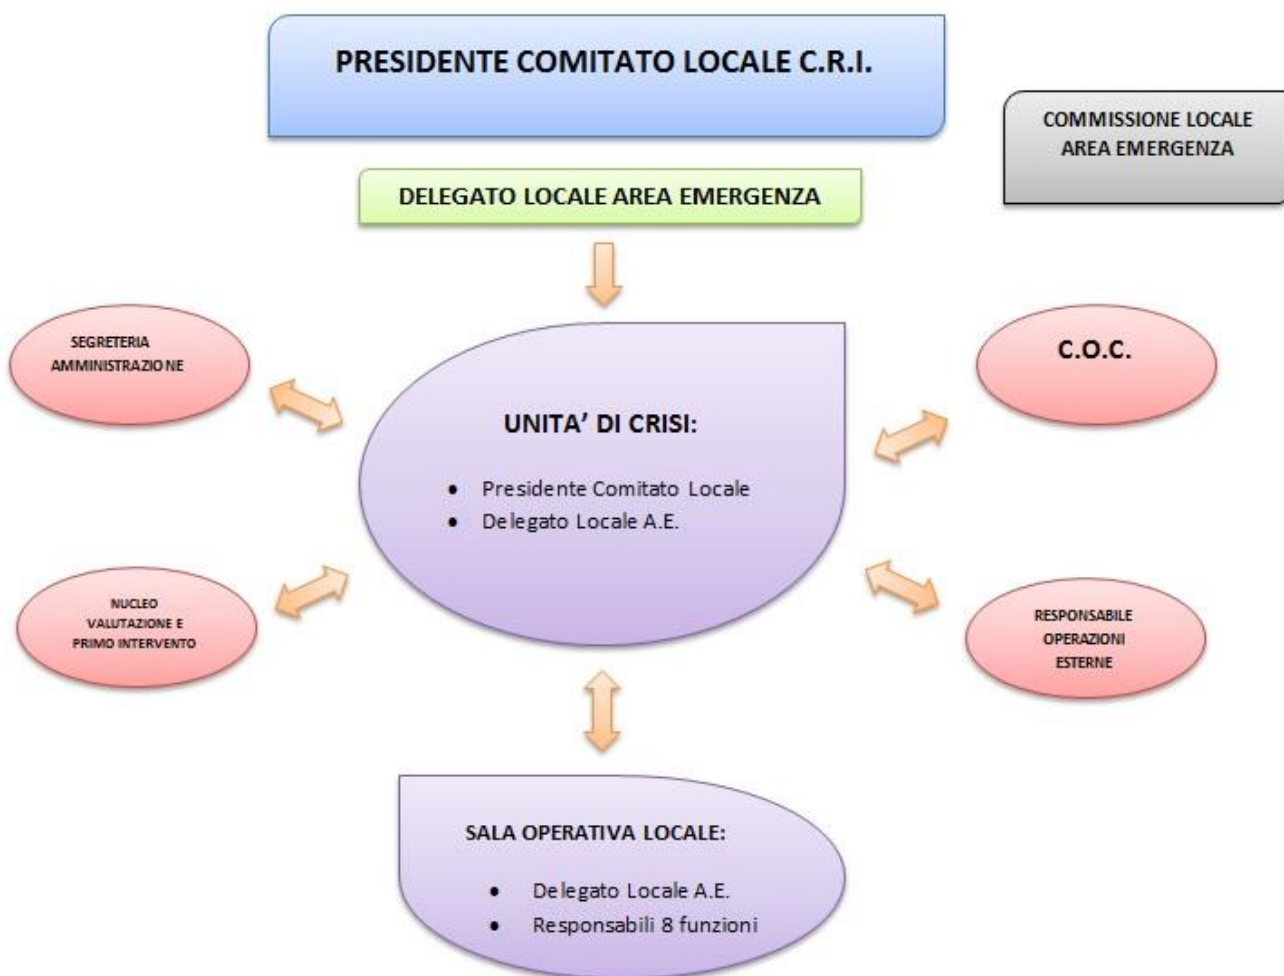 PRESIDENTE COMITATO LOCALE C.R.I.
COMMISSIONE LOCALE
AREA EMERGENZA
DELEGATO LOCALE AREA EMERGENZA
SEGRETERIA
AMMINISTRAZIONE
C.O.C.
UNITA’ DI CRISI:
• Presidente Comitato Locale
• Delegato Locale A.E.
NUCLEO
VALUTAZIONE E
PRIMO INTERVENTO
RESPONSABILE
OPERAZIONI
ESTERNE
SALA OPERATIVA LOCALE:
• Delegato Locale A.E.
• Responsabili 8 funzioni